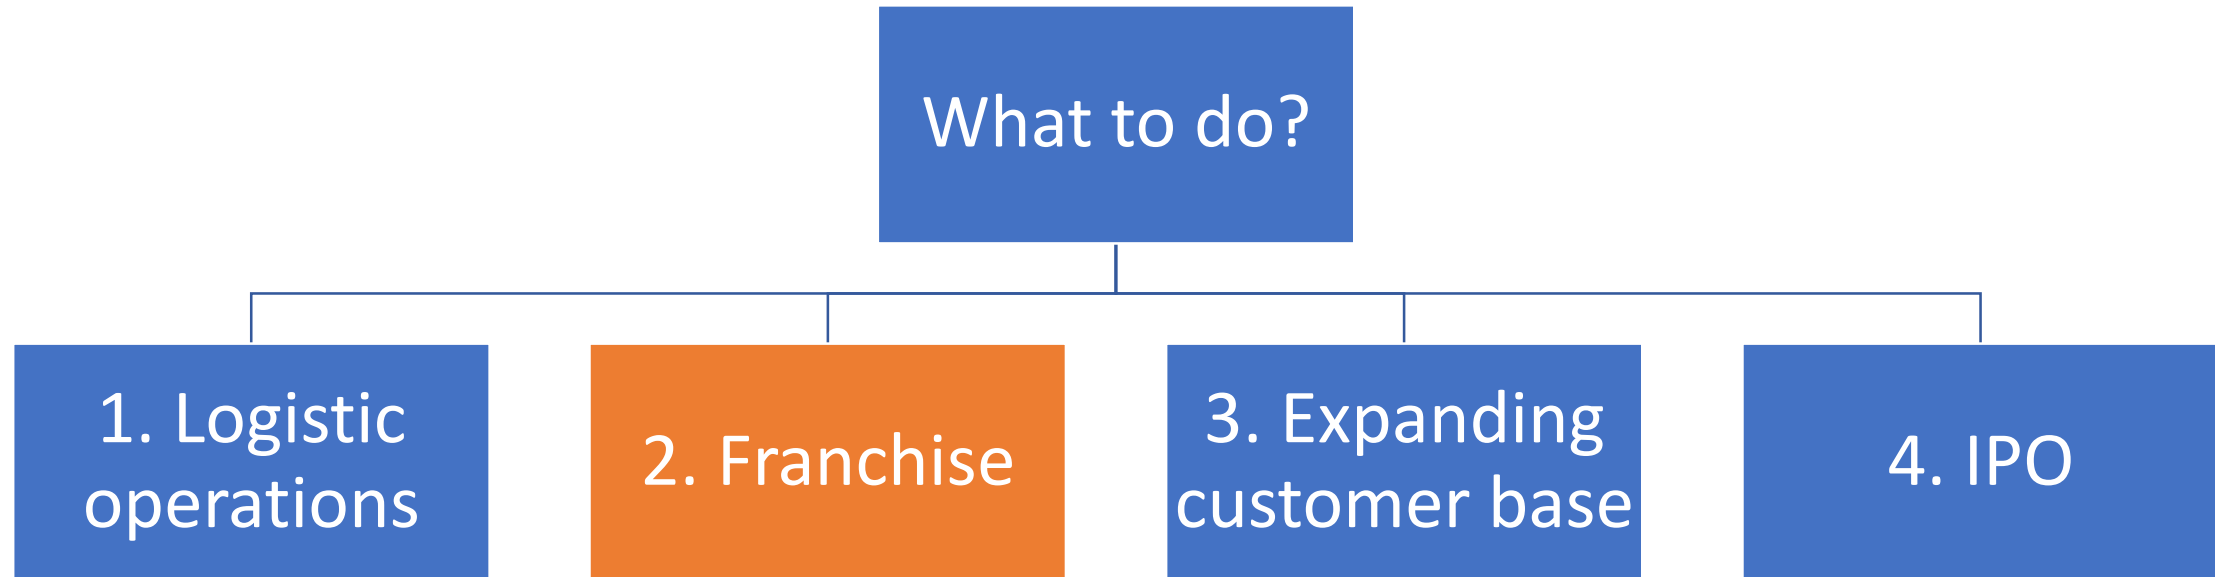 What to do?
1. Logistic
operations
2. Franchise
3. Expanding
customer base
4. IPO